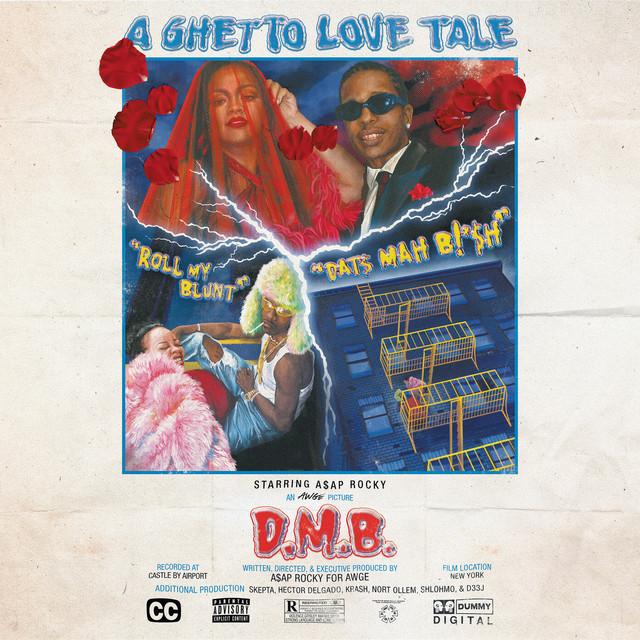 A GHETTO LOVE TALE
"ROLL MY
BLUNT"
"DATS MAH B!*$H"
STARRING A$AP ROCKY
AN AWGE PICTURE
D.M.B.
RECORDED AT
CASTLE BY AIRPORT
WRITTEN, DIRECTED, & EXECUTIVE PRODUCED BY
A$AP ROCKY FOR AWGE
FILM LOCATION
NEW YORK
ADDITIONAL PRODUCTION SKEPTA, HECTOR DELGADO, KRASH, NORT OLLEM, SHLOHMO, & D33J
CC
PARENTAL
ADVISORY
EXPLICIT CONTENT
R RESTRICTED
DUMMY
DIGITAL